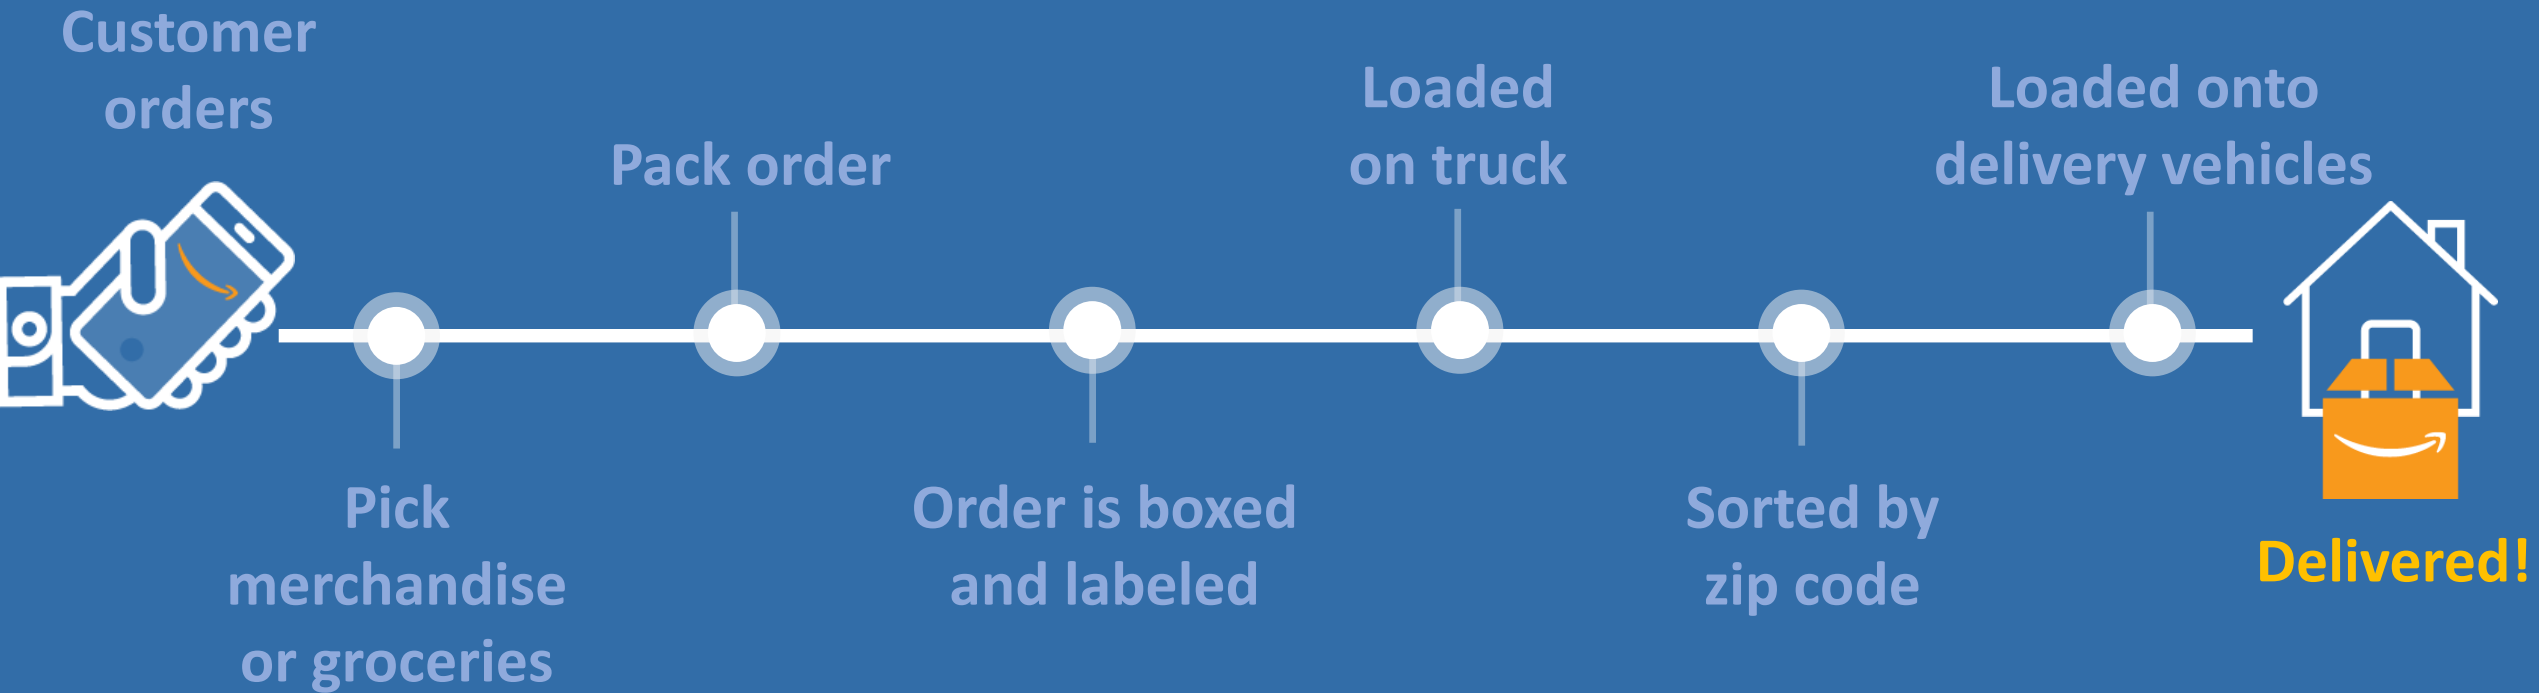 Customer
orders
Pick
merchandise
or groceries
Pack order
Order is boxed
and labeled
Loaded
on truck
Sorted by
zip code
Loaded onto
delivery vehicles
Delivered!